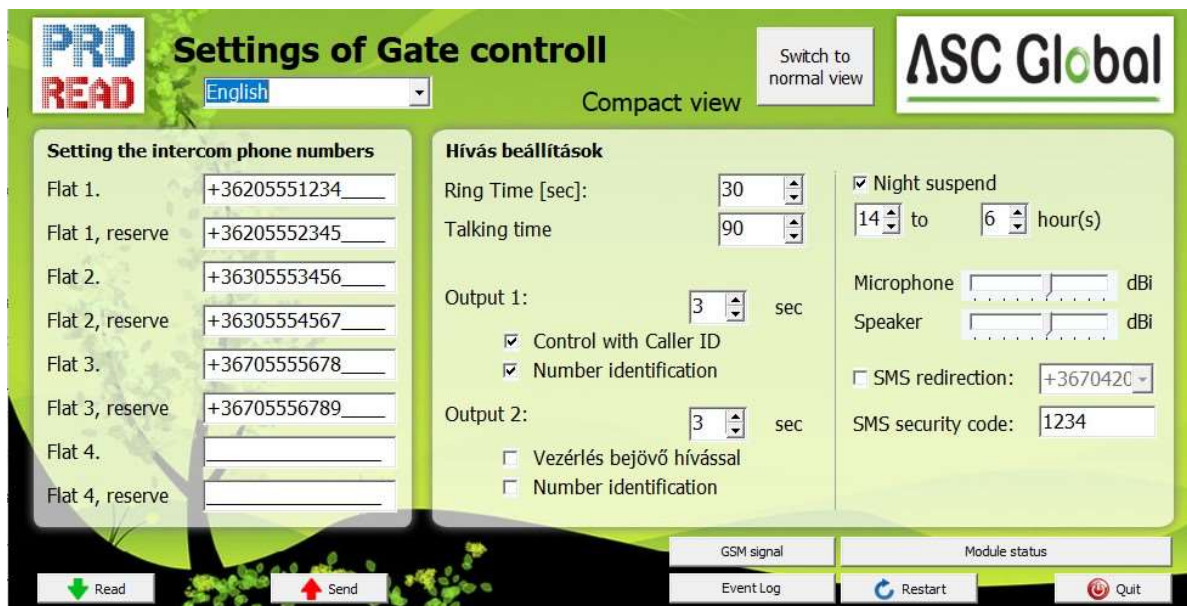 PRO
READ
Settings of Gate controll
English
Compact view
Switch to
normal view
ASC Global
Setting the intercom phone numbers
Flat 1.
+36205551234____
Flat 1, reserve
+36205552345____
Flat 2.
+36305553456____
Flat 2, reserve
+36305554567____
Flat 3.
+36705555678____
Flat 3, reserve
+36705556789____
Flat 4.
Flat 4, reserve
Hívás beállítások
Ring Time [sec]:
30
Talking time
90
Output 1:
3
sec
Control with Caller ID
Number identification
Output 2:
3
sec
Vezérlés bejövő hívással
Number identification
Night suspend
14 to 6 hour(s)
Microphone
dBi
Speaker
dBi
SMS redirection:
+3670420
SMS security code:
1234
GSM signal
Module status
Read
Send
Event Log
Restart
Quit